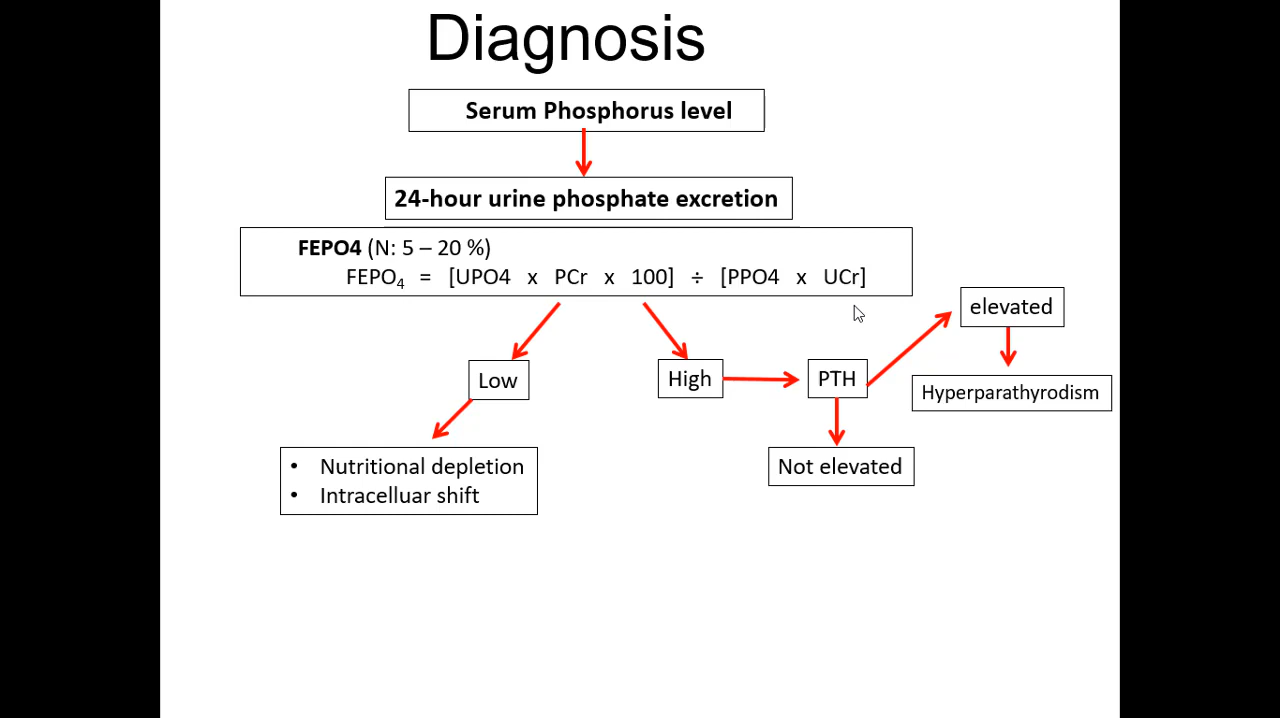 Diagnosis
Serum Phosphorus level
24-hour urine phosphate excretion
FEPO4 (N: 5 – 20 %)
FEPO₄ = [UPO4 x PCr x 100] ÷ [PPO4 x UCr]
elevated
Low
High
PTH
Hyperparathyrodism
• Nutritional depletion
• Intracelluar shift
Not elevated